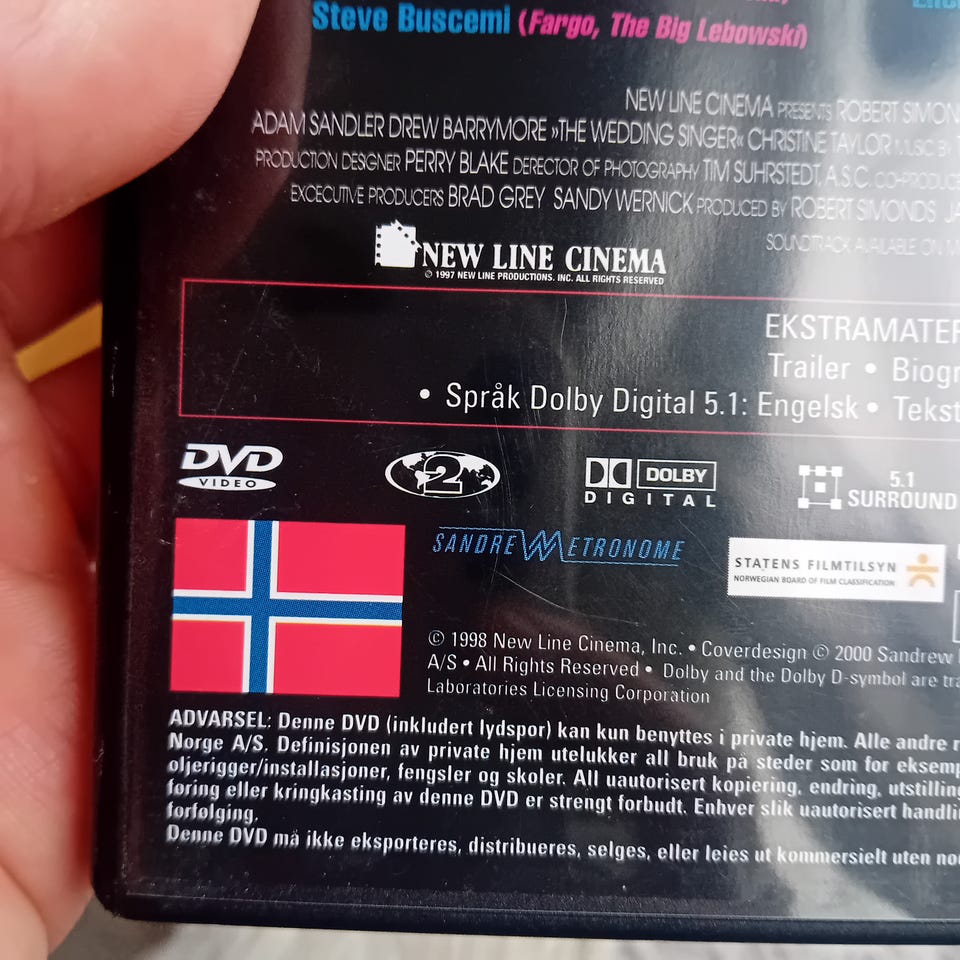 Steve Buscemi (Fargo, The Big Lebowski)
NEW LINE CINEMA PRESENTS ROBERT SIMON
ADAM SANDLER DREW BARRYMORE »THE WEDDING SINGER« CHRISTINE TAYLOR MUSIC BY
PRODUCTION DESIGNER PERRY BLAKE DERECTOR OF PHOTOGRAPHY TIM SUHRSTEDT, A.S.C. CO-PRODUCE
EXCECUTIVE PRODUCERS BRAD GREY SANDY WERNICK PRODUCED BY ROBERT SIMONDS JA
SOUNDTRACK AVAILABLE ON
NEW LINE CINEMA
© 1997 NEW LINE PRODUCTIONS. INC. ALL RIGHTS RESERVED
EKSTRAMATER
Trailer • Biogr
• Språk Dolby Digital 5.1: Engelsk • Tekst
DVD VIDEO
2
DOLBY DIGITAL
5.1 SURROUND
SANDREW METRONOME
STATENS FILMTILSYN
NORWEGIAN BOARD OF FILM CLASSIFICATION
© 1998 New Line Cinema, Inc. • Coverdesign © 2000 Sandrew
A/S • All Rights Reserved • Dolby and the Dolby D-symbol are tra
Laboratories Licensing Corporation
ADVARSEL: Denne DVD (inkludert lydspor) kan kun benyttes i private hjem. Alle andre r
Norge A/S. Definisjonen av private hjem utelukker all bruk på steder som for eksemp
oljerigger/installasjoner, fengsler og skoler. All uautorisert kopiering, endring, utstilling
føring eller kringkasting av denne DVD er strengt forbudt. Enhver slik uautorisert handli
forfølging.
Denne DVD må ikke eksporteres, distribueres, selges, eller leies ut kommersielt uten no